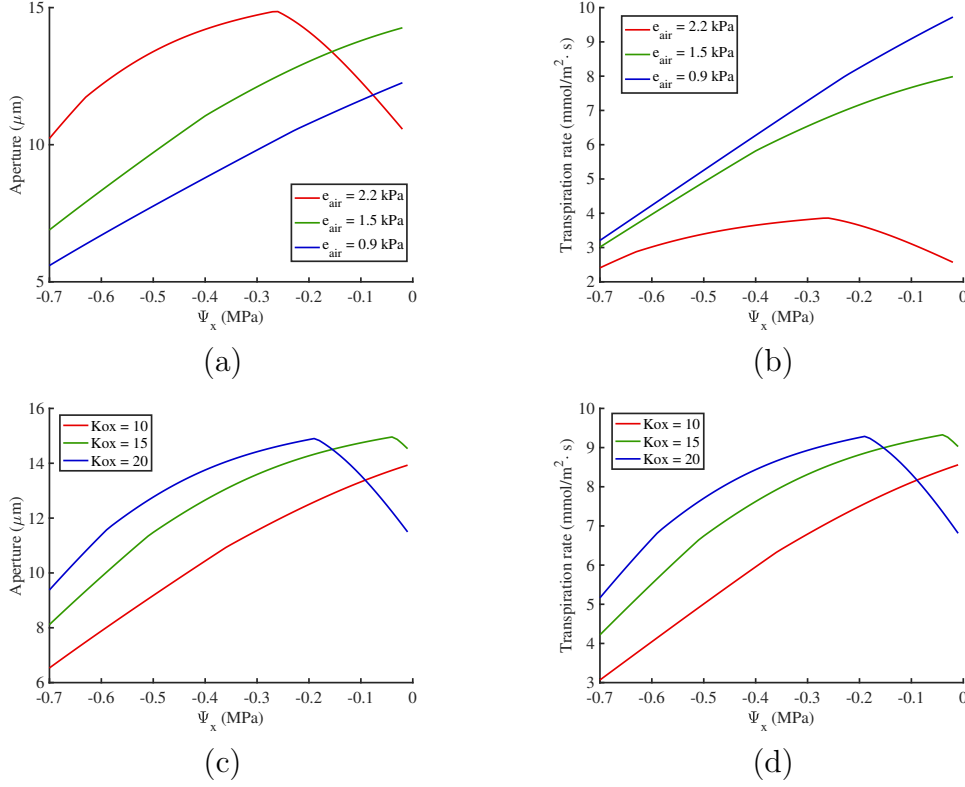 15
10
5
Aperture (μm)
e_air = 2.2 kPa
e_air = 1.5 kPa
e_air = 0.9 kPa
-0.7 -0.6 -0.5 -0.4 -0.3 -0.2 -0.1 0
Ψ_x (MPa)
(a)
10
9
8
7
6
5
4
3
2
Transpiration rate (mmol/m²· s)
e_air = 2.2 kPa
e_air = 1.5 kPa
e_air = 0.9 kPa
-0.7 -0.6 -0.5 -0.4 -0.3 -0.2 -0.1 0
Ψ_x (MPa)
(b)
16
14
12
10
8
6
Aperture (μm)
Kox = 10
Kox = 15
Kox = 20
-0.7 -0.6 -0.5 -0.4 -0.3 -0.2 -0.1 0
Ψ_x (MPa)
(c)
10
9
8
7
6
5
4
3
Transpiration rate (mmol/m²· s)
Kox = 10
Kox = 15
Kox = 20
-0.7 -0.6 -0.5 -0.4 -0.3 -0.2 -0.1 0
Ψ_x (MPa)
(d)